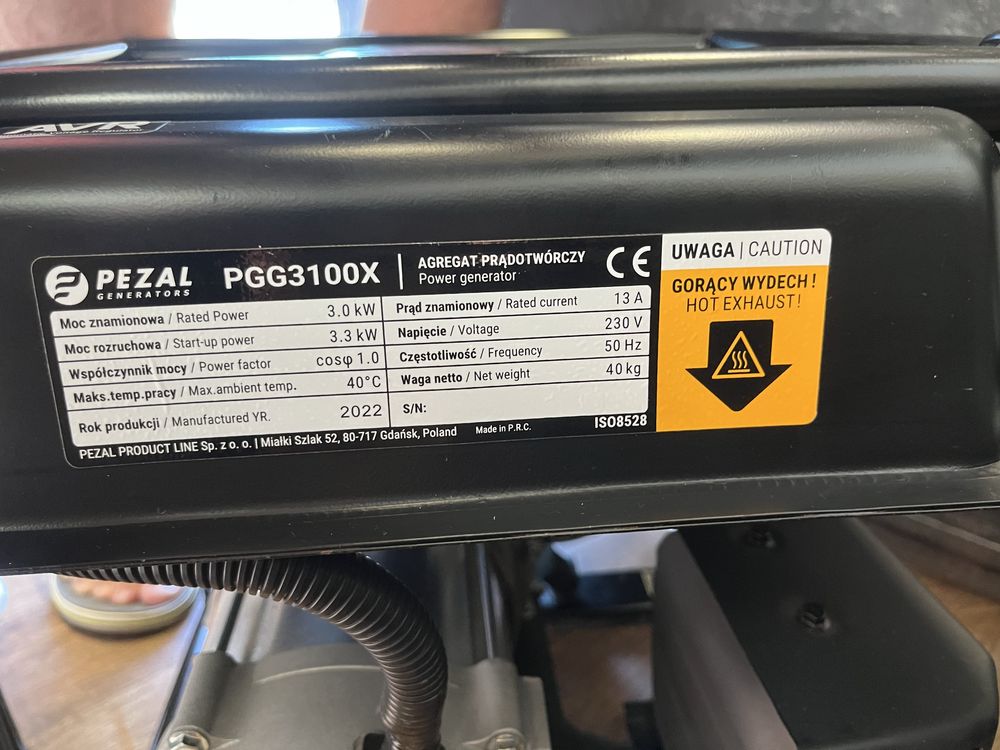 AVR
PEZAL
GENERATORS
PGG3100X
AGREGAT PRĄDOTWÓRCZY
Power generator
CE
Moc znamionowa / Rated Power 3.0 kW
Moc rozruchowa / Start-up power 3.3 kW
Współczynnik mocy / Power factor cosφ 1.0
Maks.temp.pracy / Max.ambient temp. 40°C
Rok produkcji / Manufactured YR. 2022
Prąd znamionowy / Rated current 13 A
Napięcie / Voltage 230 V
Częstotliwość / Frequency 50 Hz
Waga netto / Net weight 40 kg
S/N:
PEZAL PRODUCT LINE Sp. z o. o. | Miałki Szlak 52, 80-717 Gdańsk, Poland Made in P.R.C. ISO8528
UWAGA | CAUTION
GORĄCY WYDECH !
HOT EXHAUST !